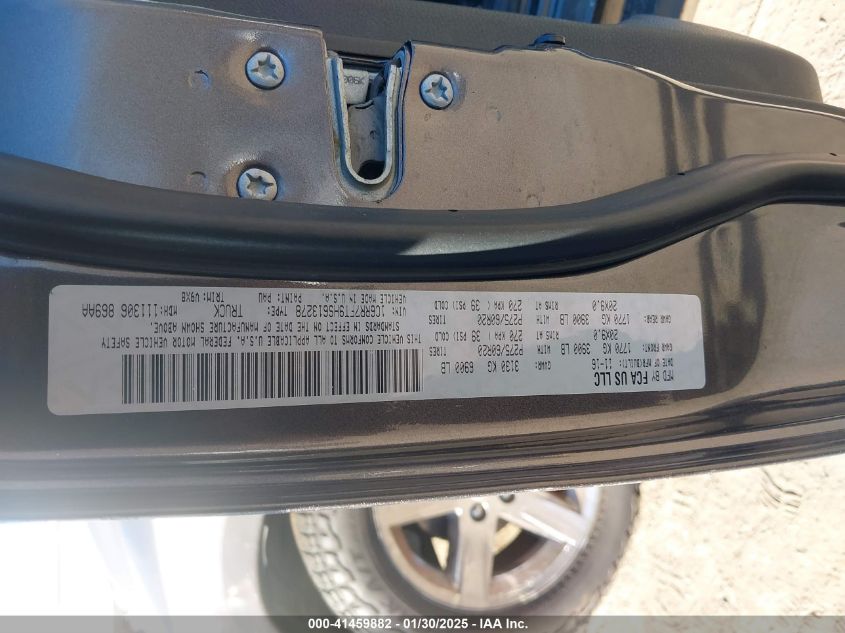 MFD BY FCA US LLC
DATE OF MFR(BUILT): 11-16 GVWR: 3130 KG 6900 LB
GAWR FRONT: 1770 KG 3900 LB WITH TIRES P275/60R20
RIMS AT 20X9.0 270 KPA ( 39 PSI) COLD
GAWR REAR: 1770 KG 3900 LB WITH TIRES P275/60R20
RIMS AT 20X9.0 270 KPA ( 39 PSI) COLD
THIS VEHICLE CONFORMS TO ALL APPLICABLE U.S.A. FEDERAL MOTOR VEHICLE SAFETY
STANDARDS IN EFFECT ON THE DATE OF MANUFACTURE SHOWN ABOVE.
VIN: 1C6RR7FT9HS613278 TYPE: TRUCK MDH:111306 869AA
VEHICLE MADE IN U.S.A. PAINT: PAU TRIM: V9X8
000-41459882 - 01/30/2025 - IAA Inc.